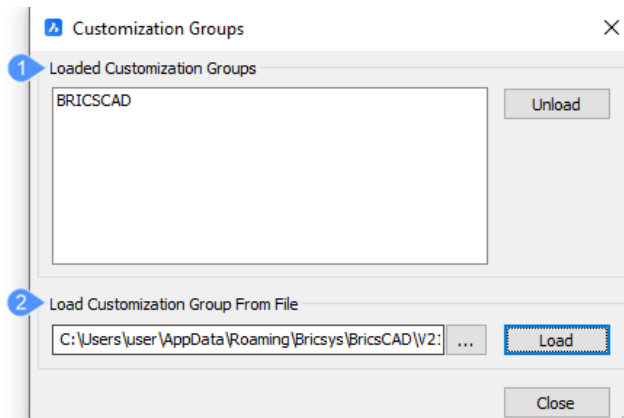 Customization Groups
1
Loaded Customization Groups
BRICSCAD
Unload
2
Load Customization Group From File
C:\Users\user\AppData\Roaming\Bricsys\BricsCAD\V21
...
Load
Close